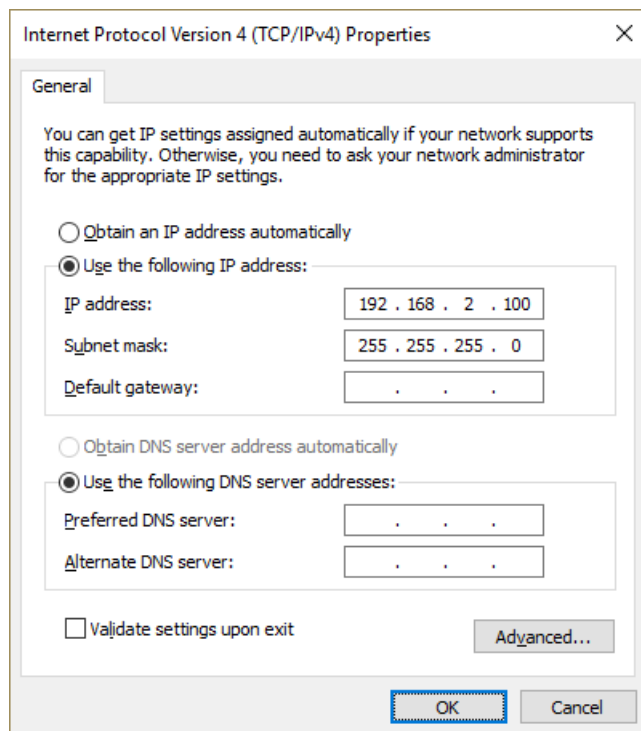 Internet Protocol Version 4 (TCP/IPv4) Properties
General
You can get IP settings assigned automatically if your network supports
this capability. Otherwise, you need to ask your network administrator
for the appropriate IP settings.
Obtain an IP address automatically
Use the following IP address:
IP address: 192 . 168 . 2 . 100
Subnet mask: 255 . 255 . 255 . 0
Default gateway: . . .
Obtain DNS server address automatically
Use the following DNS server addresses:
Preferred DNS server: . . .
Alternate DNS server: . . .
Validate settings upon exit
Advanced...
OK Cancel